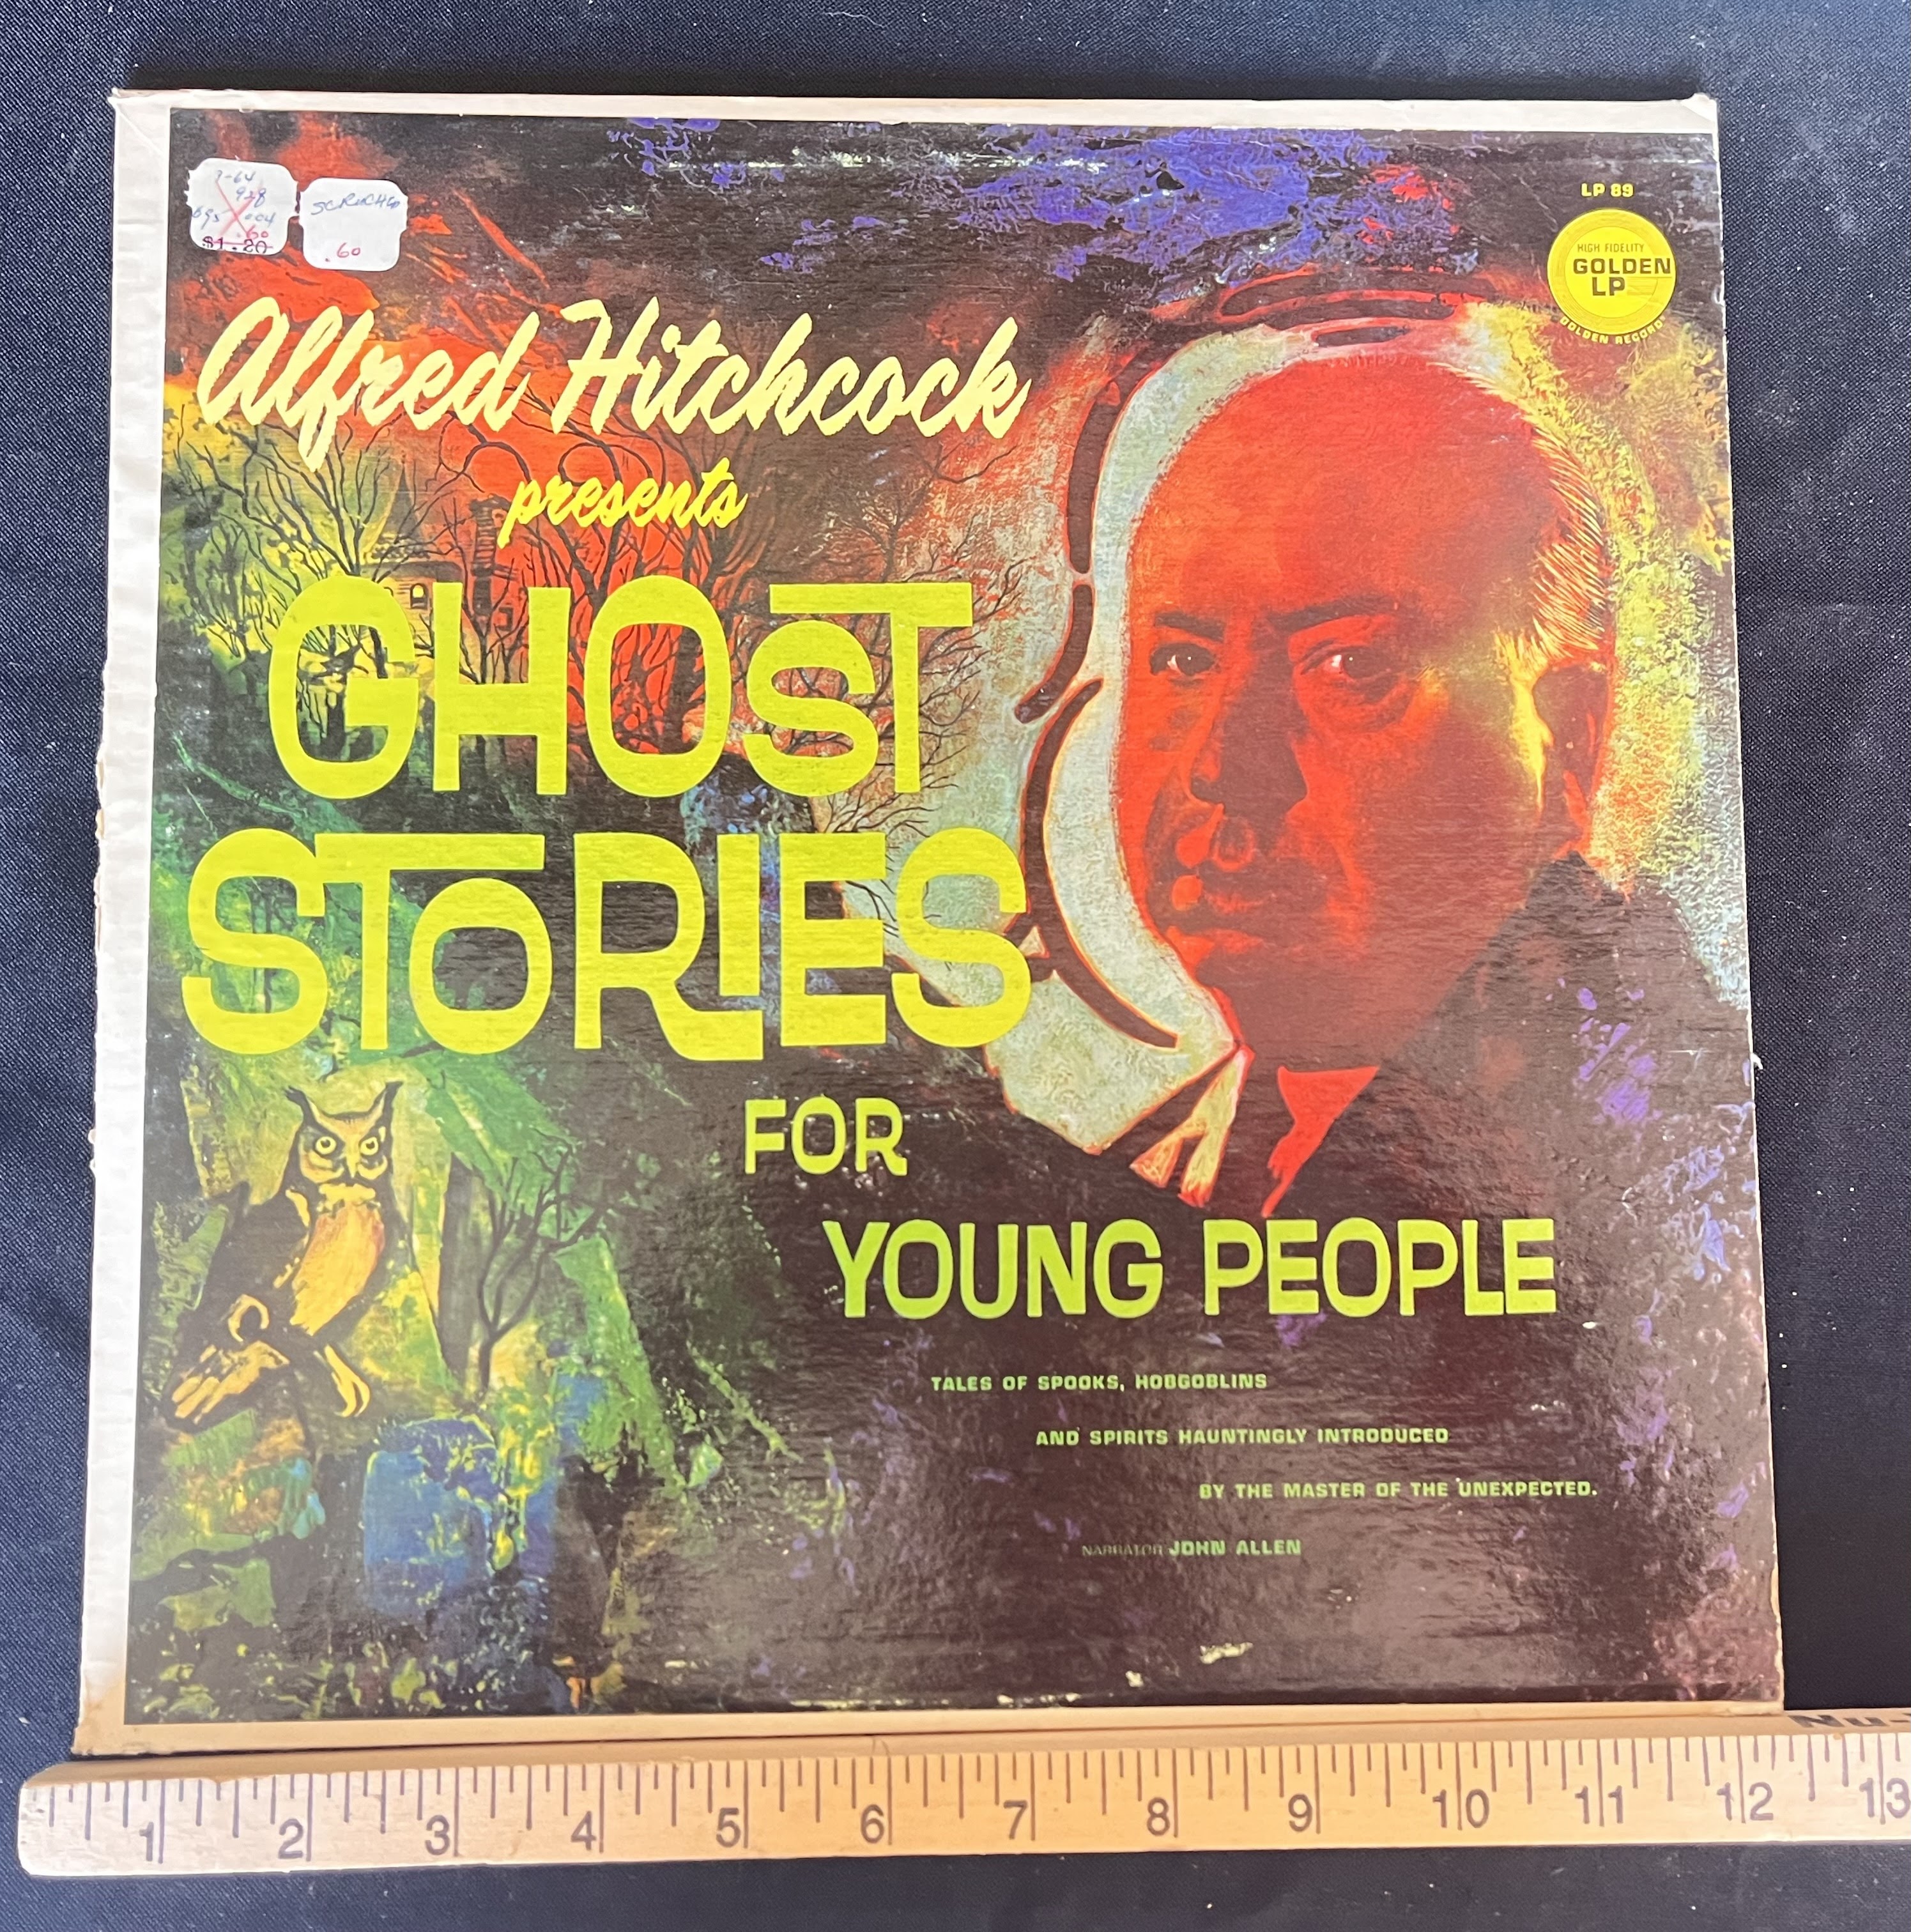 LP 89
HIGH FIDELITY
GOLDEN
LP
GOLDEN RECORD
$1.20
.60
.60
Alfred Hitchcock
presents
GHOST
STORIES
FOR
YOUNG PEOPLE
TALES OF SPOOKS, HOBGOBLINS
AND SPIRITS HAUNTINGLY INTRODUCED
BY THE MASTER OF THE UNEXPECTED.
NARRATOR JOHN ALLEN
1 2 3 4 5 6 7 8 9 10 11 12 13